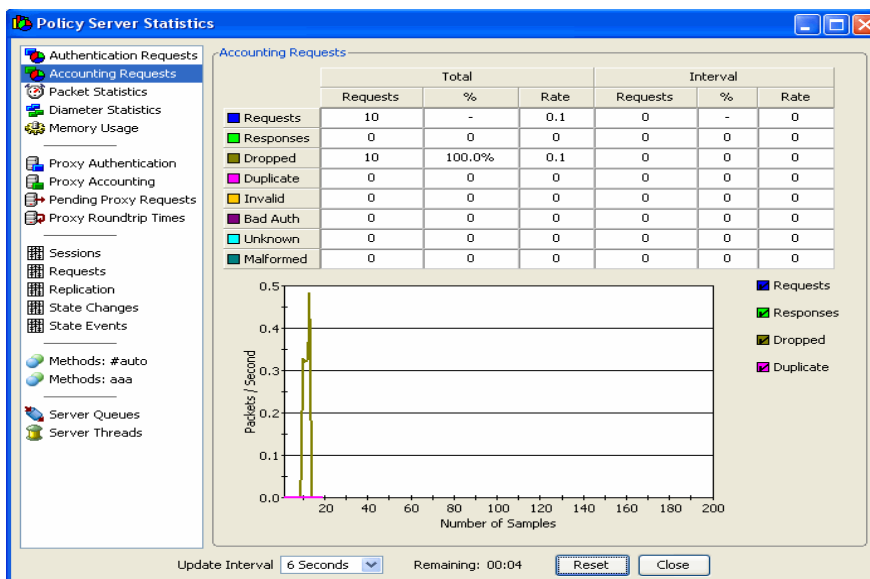 Policy Server Statistics
Authentication Requests
Accounting Requests
Packet Statistics
Diameter Statistics
Memory Usage
Proxy Authentication
Proxy Accounting
Pending Proxy Requests
Proxy Roundtrip Times
Sessions
Requests
Replication
State Changes
State Events
Methods: #auto
Methods: aaa
Server Queues
Server Threads
Accounting Requests
Total Interval
Requests % Rate Requests % Rate
Requests 10 - 0.1 0 - 0
Responses 0 0 0 0 0 0
Dropped 10 100.0% 0.1 0 0 0
Duplicate 0 0 0 0 0 0
Invalid 0 0 0 0 0 0
Bad Auth 0 0 0 0 0 0
Unknown 0 0 0 0 0 0
Malformed 0 0 0 0 0 0
Packets / Second
0.5
0.4
0.3
0.2
0.1
0.0
20 40 60 80 100 120 140 160 180 200
Number of Samples
Requests
Responses
Dropped
Duplicate
Update Interval 6 Seconds Remaining: 00:04 Reset Close